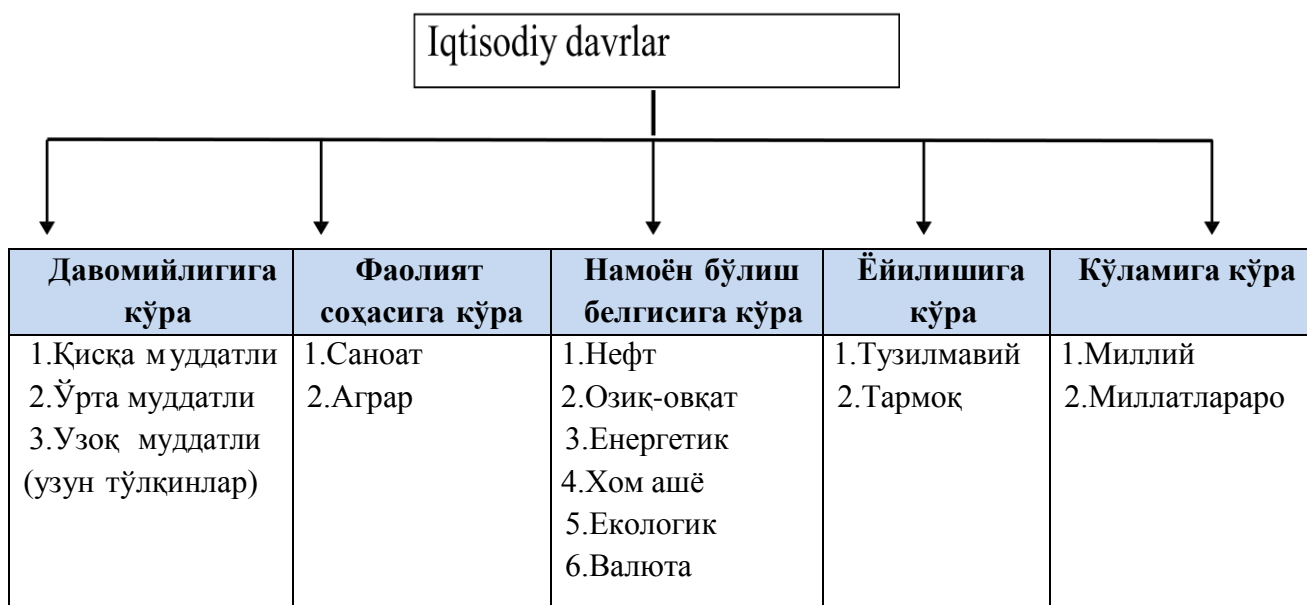 Iqtisodiy davrlar
Давомийлигига
кўра
Фаолият
соҳасига кўра
Намоён бўлиш
белгисига кўра
Ёйилишига
кўра
Кўламига кўра
1.Қисқа муддатли
2.Ўрта муддатли
3.Узоқ муддатли
(узун тўлқинлар)
1.Саноат
2.Аграр
1.Нефт
2.Озиқ-овқат
3.Енергетик
4.Хом ашё
5.Екологик
6.Валюта
1.Тузилмавий
2.Тармоқ
1.Миллий
2.Миллатлараро